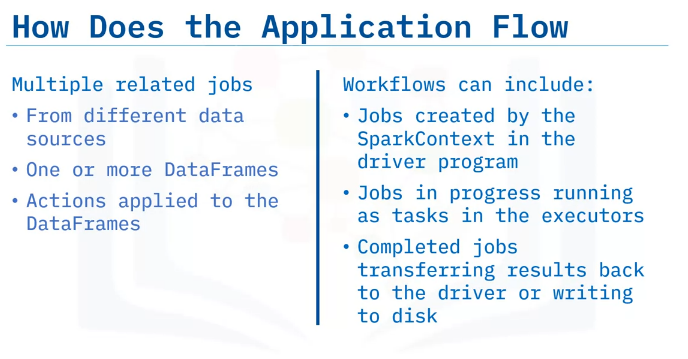 How Does the Application Flow
Multiple related jobs
• From different data
sources
• One or more DataFrames
• Actions applied to the
DataFrames
Workflows can include:
• Jobs created by the
SparkContext in the
driver program
• Jobs in progress running
as tasks in the executors
• Completed jobs
transferring results back
to the driver or writing
to disk